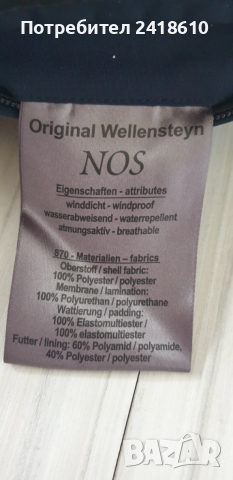 Потребител 2418610
Original Wellensteyn
NOS
Eigenschaften - attributes
winddicht - windproof
wasserabweisend - waterrepellent
atmungsaktiv - breathable
870 - Materialien – fabrics
Oberstoff / shell fabric:
100% Polyester / polyester
Membrane / lamination:
100% Polyurethan / polyurethane
Wattierung / padding:
100% Elastomultiester /
100% elastomultiester
Futter / lining: 60% Polyamid / polyamide,
40% Polyester / polyester
BAZAR